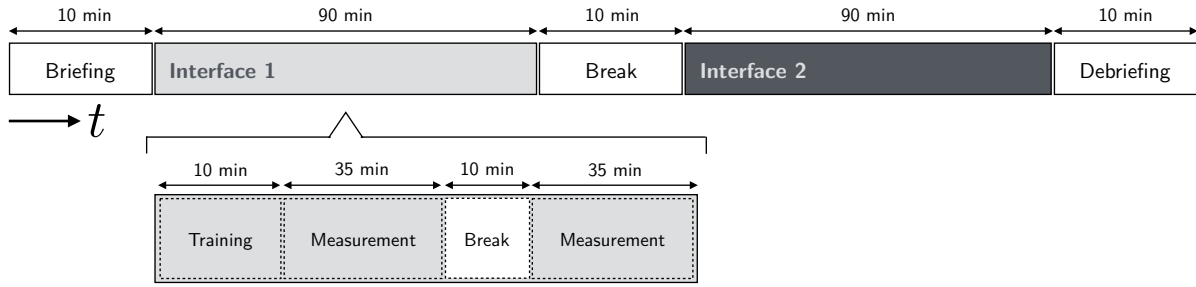 10 min 90 min 10 min 90 min 10 min
Briefing Interface 1 Break Interface 2 Debriefing
t
10 min 35 min 10 min 35 min
Training Measurement Break Measurement